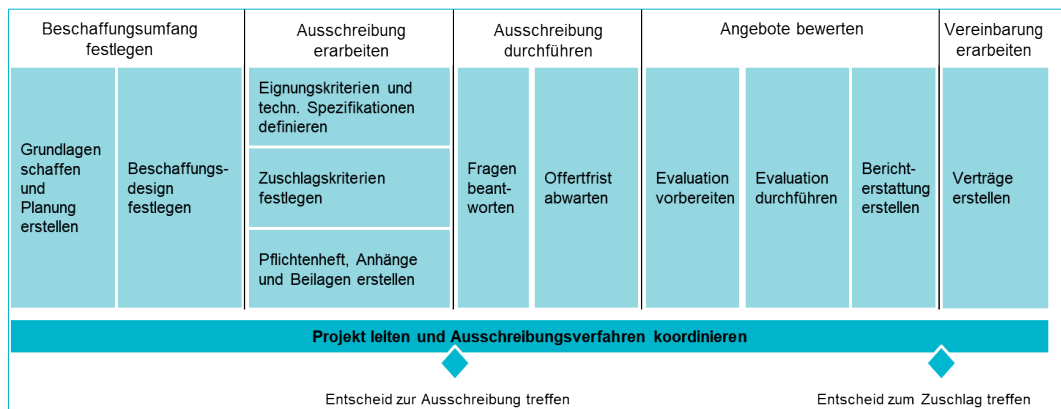 Beschaffungsumfang
festlegen
Ausschreibung
erarbeiten
Ausschreibung
durchführen
Angebote bewerten
Vereinbarung
erarbeiten
Grundlagen
schaffen
und
Planung
erstellen
Beschaffungs-
design
festlegen
Eignungskriterien und
techn. Spezifikationen
definieren
Zuschlagskriterien
festlegen
Pflichtenheft, Anhänge
und Beilagen erstellen
Fragen
beant-
worten
Offertfrist
abwarten
Evaluation
vorbereiten
Evaluation
durchführen
Bericht-
erstattung
erstellen
Verträge
erstellen
Projekt leiten und Ausschreibungsverfahren koordinieren
Entscheid zur Ausschreibung treffen
Entscheid zum Zuschlag treffen